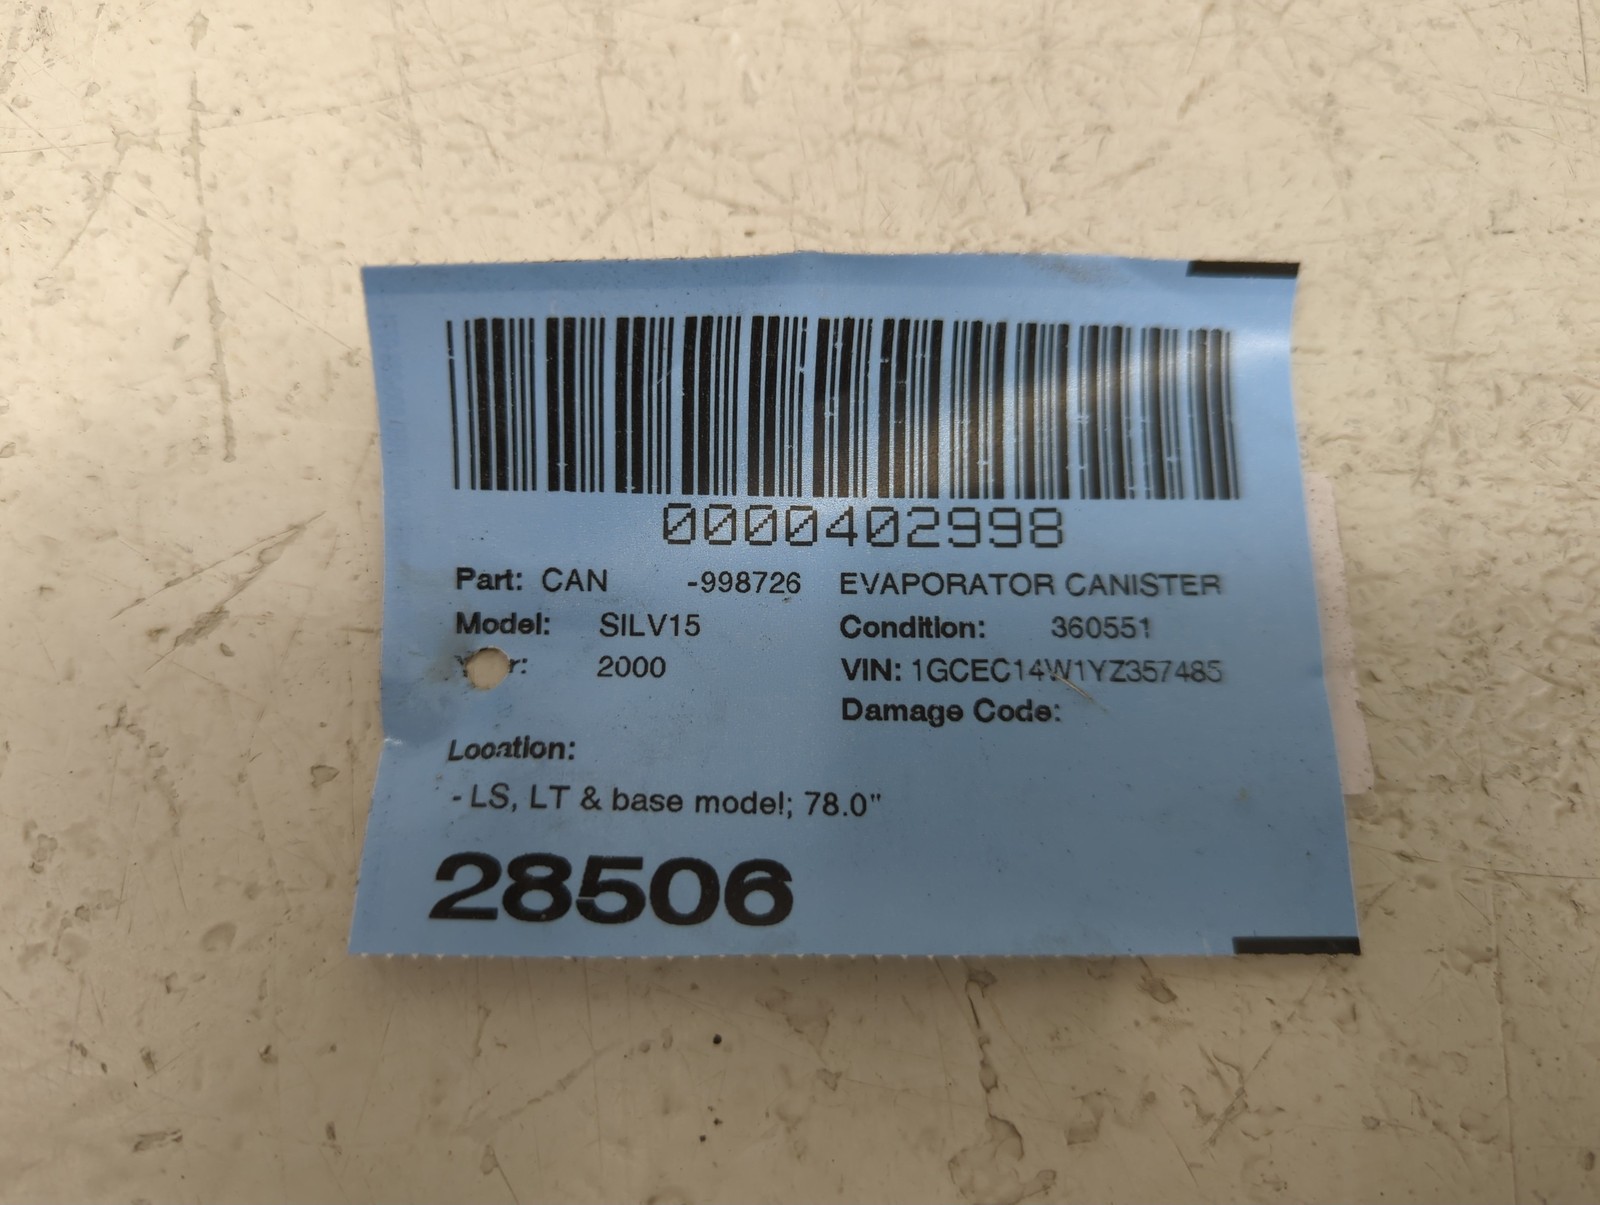 0000402998
Part: CAN -998726 EVAPORATOR CANISTER
Model: SILV15 Condition: 360551
2000 VIN: 1GCEC14W1YZ357485
Damage Code:
Location:
- LS, LT & base model; 78.0"
28506